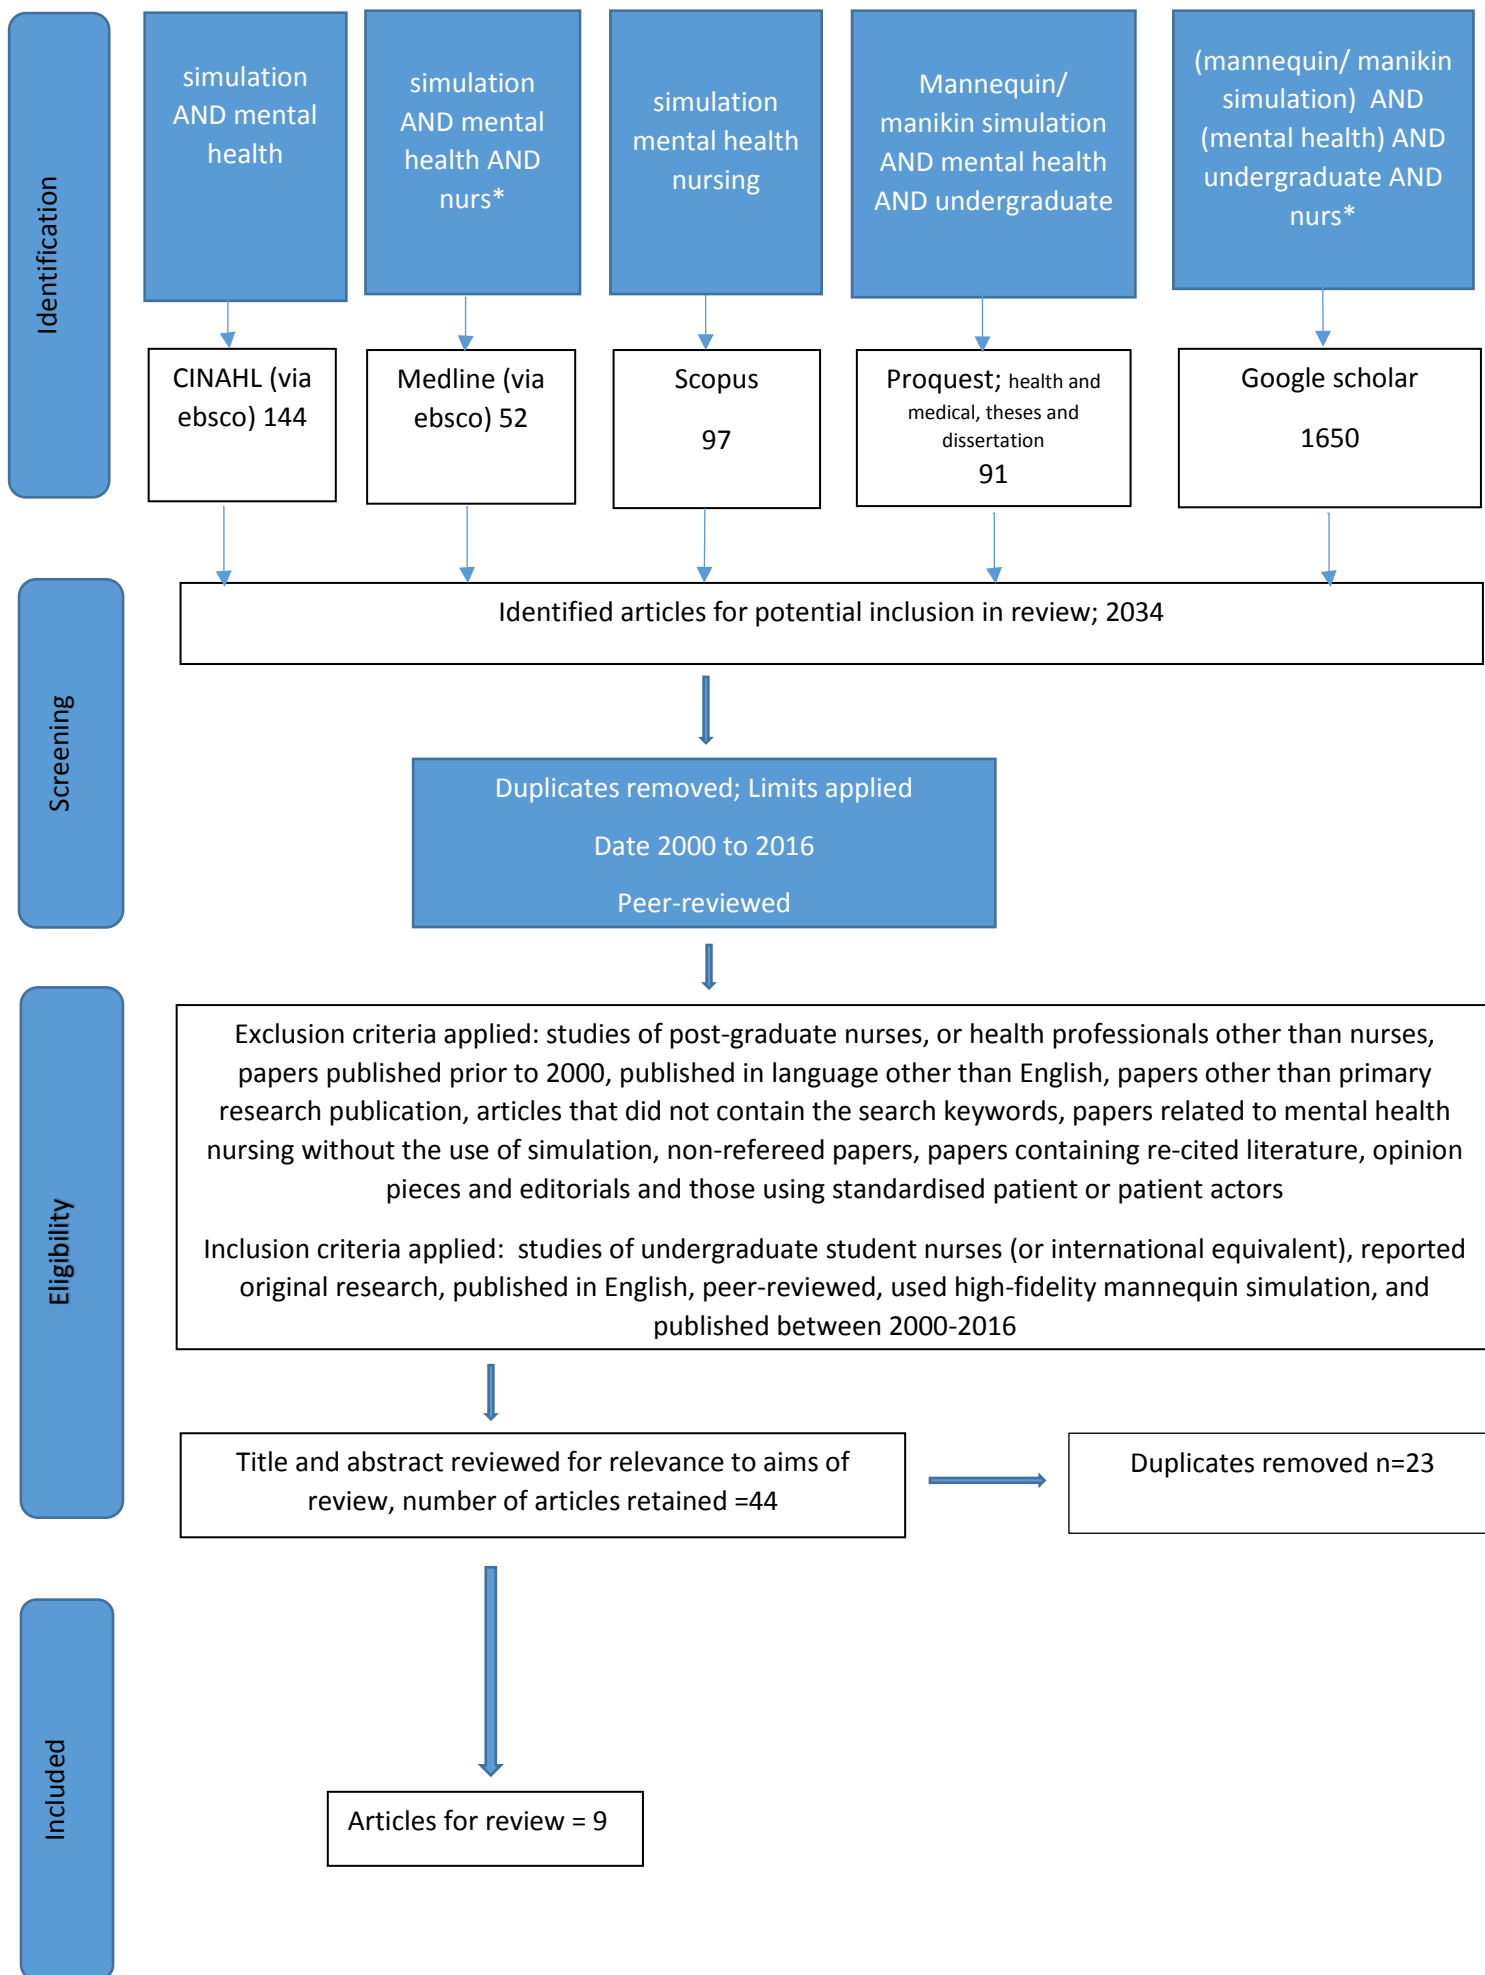 Identification
simulation
AND mental
health
simulation
AND mental
health AND
nurs*
simulation
mental health
nursing
Mannequin/
manikin simulation
AND mental health
AND undergraduate
(mannequin/ manikin
simulation) AND
(mental health) AND
undergraduate AND
nurs*
CINAHL (via
ebsco) 144
Medline (via
ebsco) 52
Scopus
97
Proquest; health and
medical, theses and
dissertation
91
Google scholar
1650
Screening
Identified articles for potential inclusion in review; 2034
Duplicates removed; Limits applied
Date 2000 to 2016
Peer-reviewed
Eligibility
Exclusion criteria applied: studies of post-graduate nurses, or health professionals other than nurses,
papers published prior to 2000, published in language other than English, papers other than primary
research publication, articles that did not contain the search keywords, papers related to mental health
nursing without the use of simulation, non-refereed papers, papers containing re-cited literature, opinion
pieces and editorials and those using standardised patient or patient actors
Inclusion criteria applied: studies of undergraduate student nurses (or international equivalent), reported
original research, published in English, peer-reviewed, used high-fidelity mannequin simulation, and
published between 2000-2016
Title and abstract reviewed for relevance to aims of
review, number of articles retained =44
Duplicates removed n=23
Included
Articles for review = 9